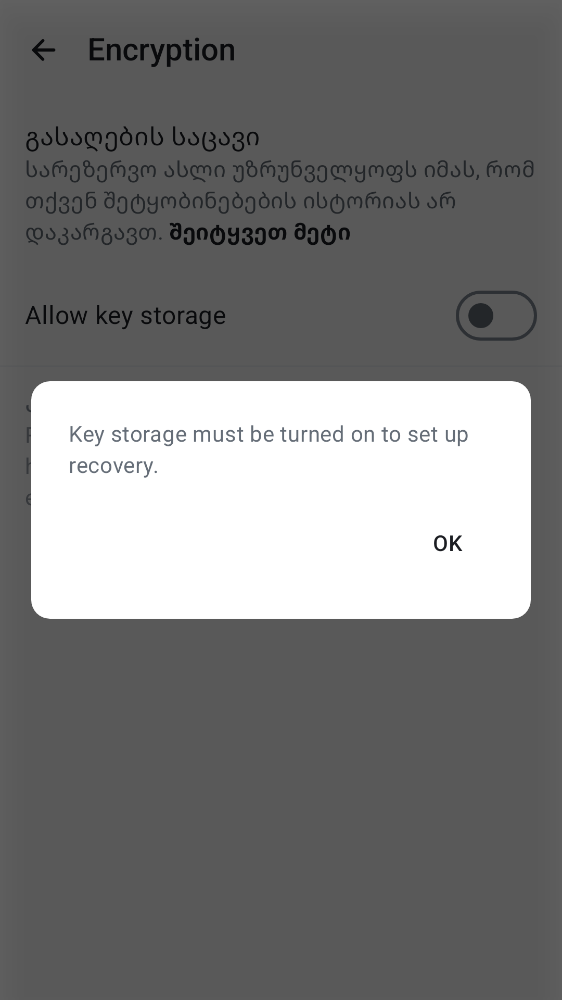 Encryption
გასაღების საცავი
სარეზერვო ასლი უზრუნველყოფს იმას, რომ
თქვენ შეტყობინებების ისტორიას არ
დაკარგავთ. შეიტყვეთ მეტი
Allow key storage
Key storage must be turned on to set up
recovery.
OK